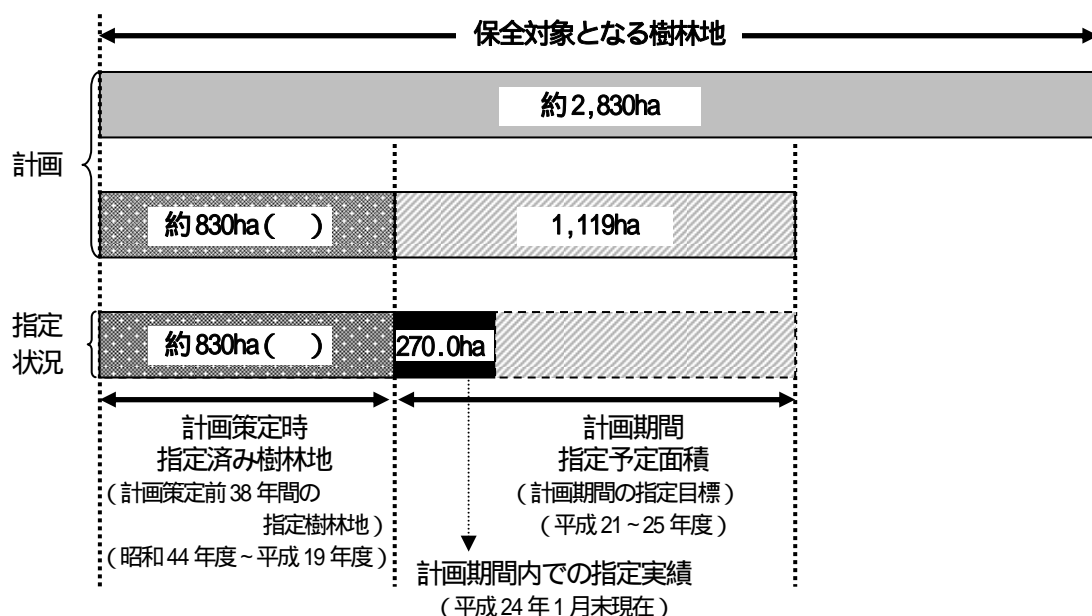 保全対象となる樹林地
約2,830ha
計画
約830ha(　)
1,119ha
指定
状況
約830ha(　)
270.0ha
計画策定時
指定済み樹林地
(計画策定前38年間の
指定樹林地)
(昭和44年度~平成19年度)
計画期間
指定予定面積
(計画期間の指定目標)
(平成21~25年度)
計画期間内での指定実績
(平成24年1月末現在)